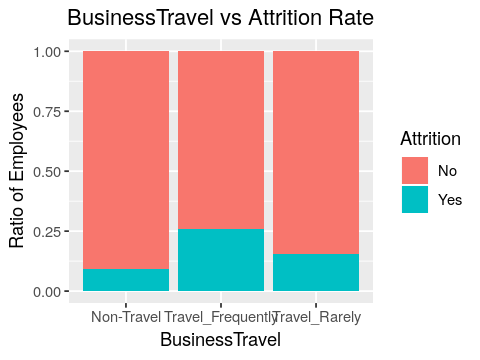 BusinessTravel vs Attrition Rate
1.00
0.75
0.50
0.25
0.00
Ratio of Employees
Non-Travel Travel_Frequently Travel_Rarely
BusinessTravel
Attrition
No
Yes